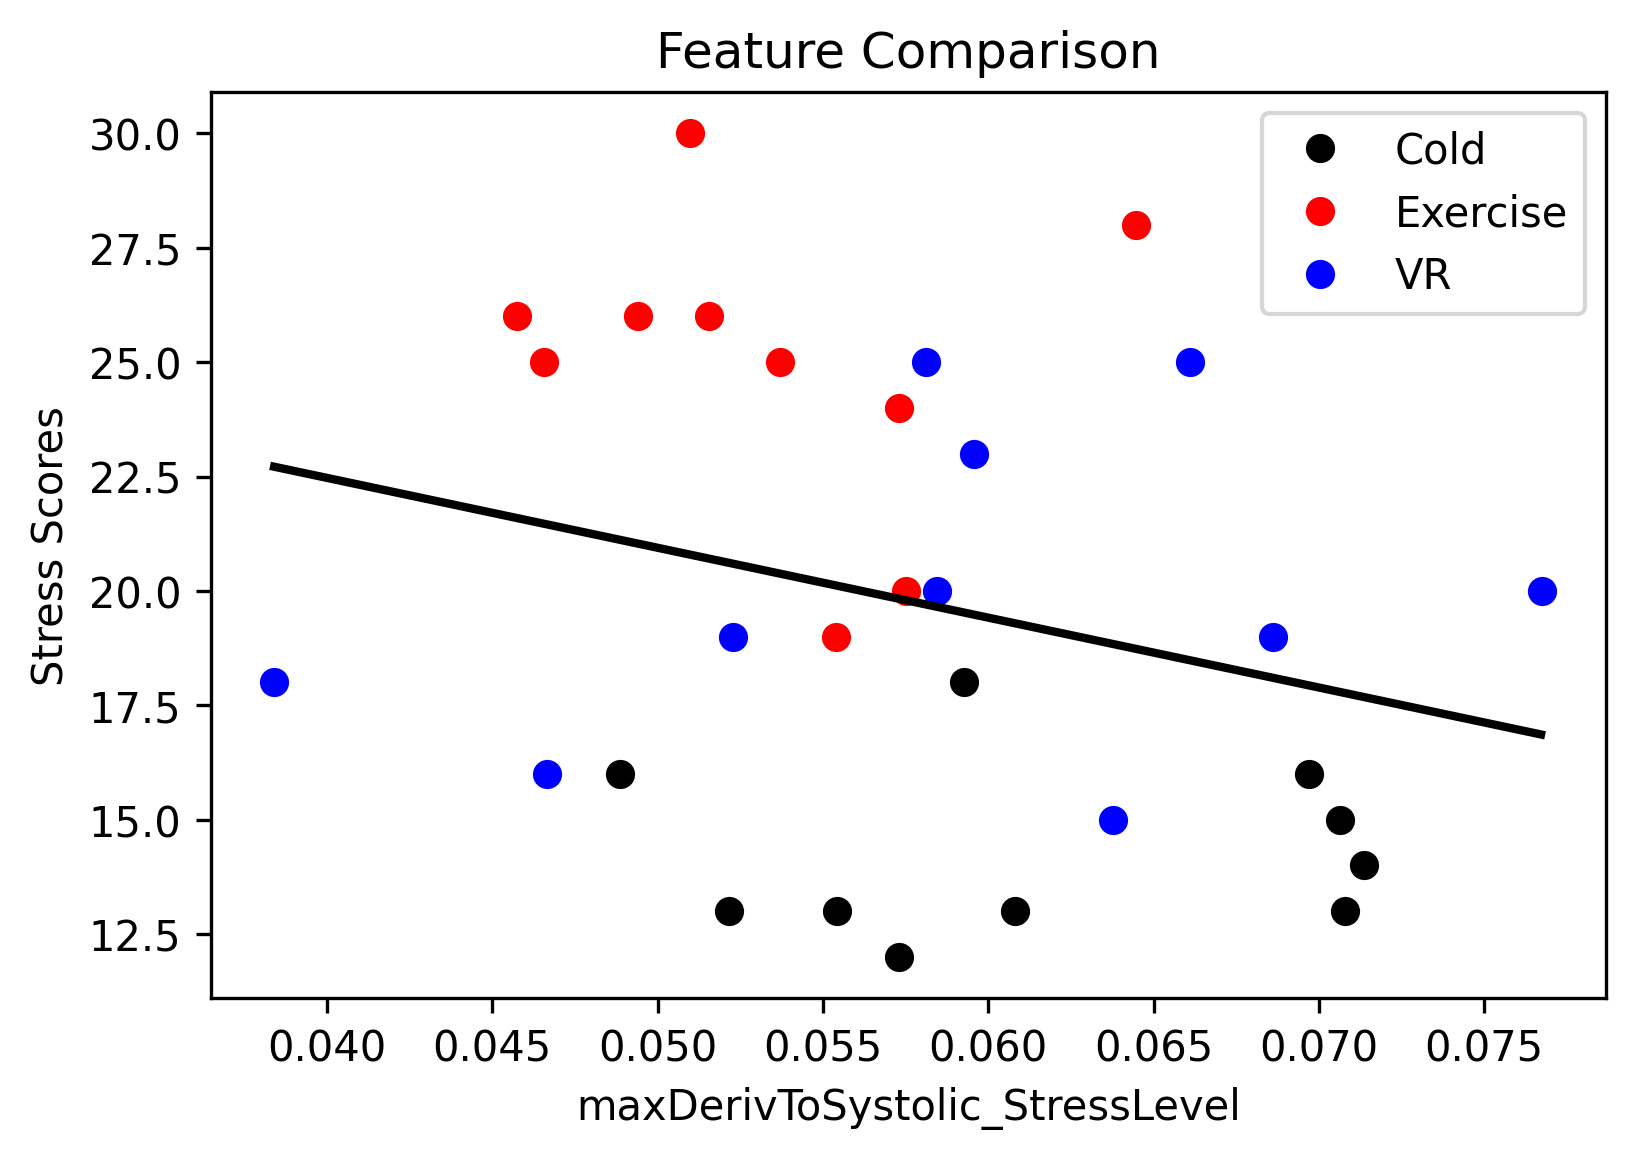 Feature Comparison
30.0
27.5
25.0
22.5
20.0
17.5
15.0
12.5
Stress Scores
Cold
Exercise
VR
0.040 0.045 0.050 0.055 0.060 0.065 0.070 0.075
maxDerivToSystolic_StressLevel